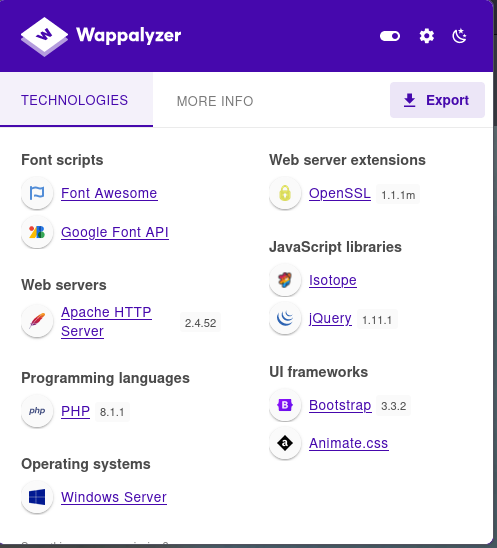 Wappalyzer
TECHNOLOGIES
MORE INFO
Export
Font scripts
Font Awesome
Google Font API
Web servers
Apache HTTP
Server
2.4.52
Programming languages
php
PHP 8.1.1
Operating systems
Windows Server
Web server extensions
OpenSSL 1.1.1m
JavaScript libraries
Isotope
jQuery 1.11.1
UI frameworks
B
Bootstrap 3.3.2
a
Animate.css